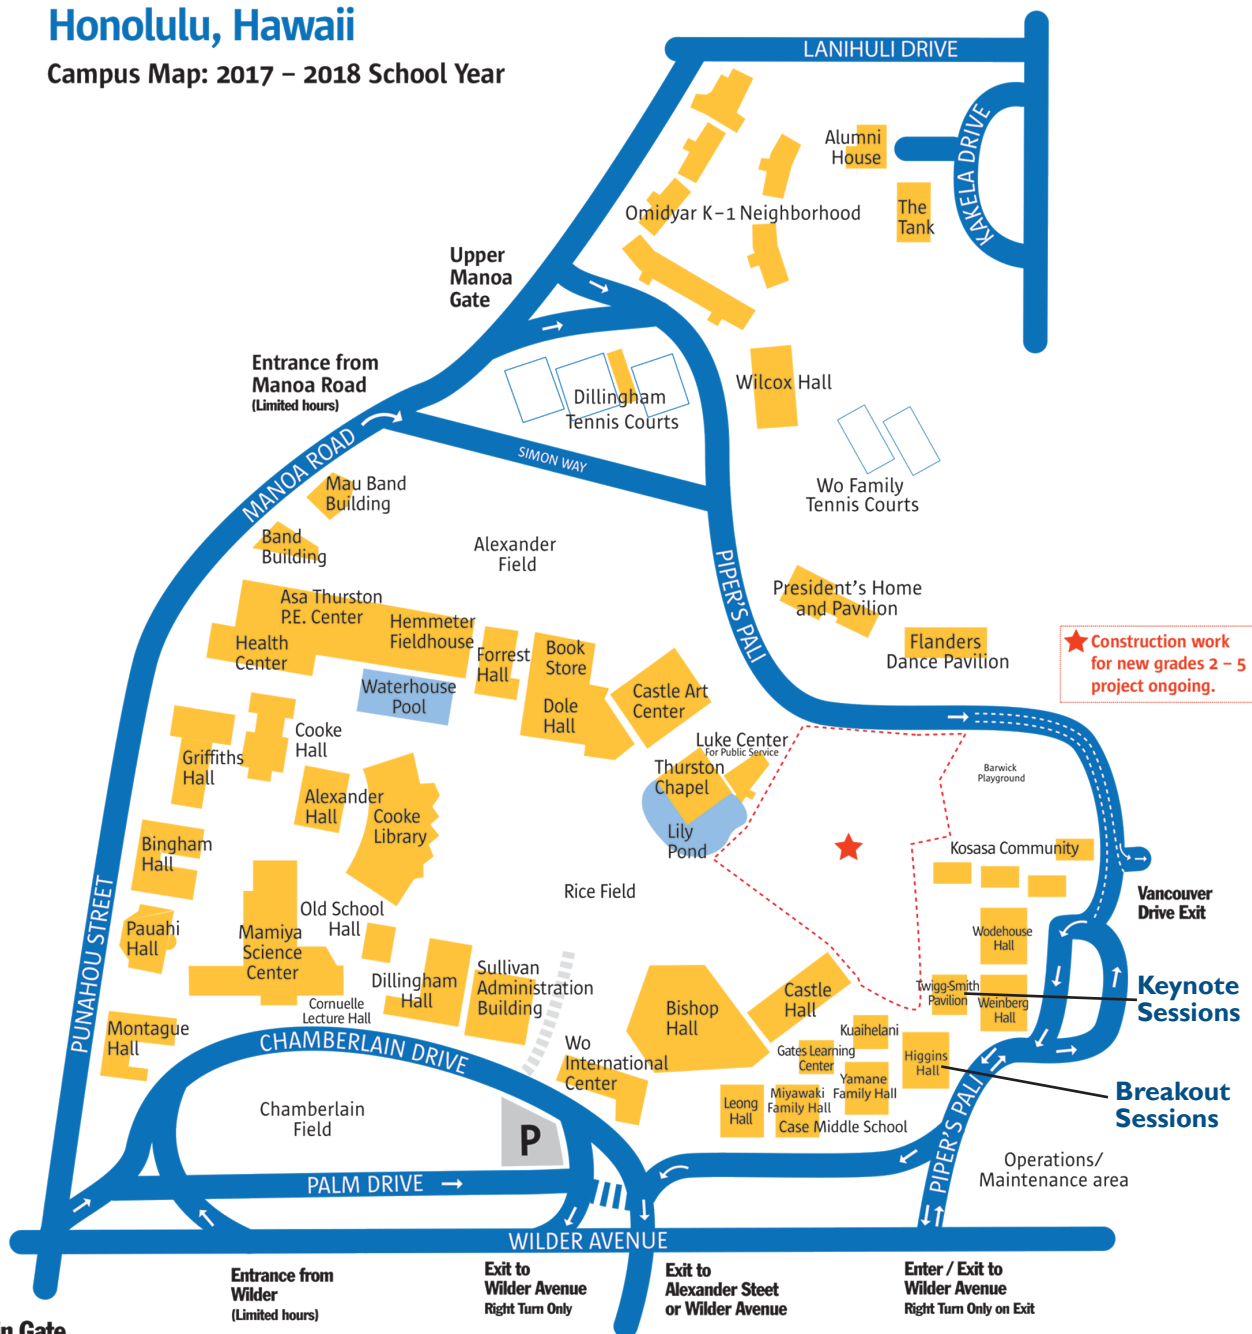 Honolulu, Hawaii
Campus Map: 2017 – 2018 School Year
LANIHULI DRIVE
KAKELA DRIVE
Alumni
House
The
Tank
Omidyar K–1 Neighborhood
Upper
Manoa
Gate
Entrance from
Manoa Road
(Limited hours)
Wilcox Hall
Dillingham
Tennis Courts
MANOA ROAD
SIMON WAY
Wo Family
Tennis Courts
Mau Band
Building
Band
Building
Alexander
Field
PIPER'S PALI
President's Home
and Pavilion
Flanders
Dance Pavilion
Construction work
for new grades 2 – 5
project ongoing.
Asa Thurston
P.E. Center
Hemmeter
Fieldhouse
Health
Center
Forrest
Hall
Book
Store
Waterhouse
Pool
Dole
Hall
Castle Art
Center
Cooke
Hall
Griffiths
Hall
Luke Center
For Public Service
Thurston
Chapel
Barwick
Playground
Alexander
Hall
Cooke
Library
Lily
Pond
Bingham
Hall
Kosasa Community
Vancouver
Drive Exit
Rice Field
PUNAHOU STREET
Old School
Hall
Pauahi
Hall
Mamiya
Science
Center
Wodehouse
Hall
Dillingham
Hall
Sullivan
Administration
Building
Cornuelle
Lecture Hall
Castle
Hall
Bishop
Hall
Twigg-Smith
Pavilion
Weinberg
Hall
Keynote
Sessions
Montague
Hall
CHAMBERLAIN DRIVE
Wo
International
Center
Kuaihelani
Gates Learning
Center
Higgins
Hall
Yamane
Family Hall
Miyawaki
Family Hall
Leong
Hall
Case Middle School
Breakout
Sessions
Chamberlain
Field
P
PALM DRIVE
PIPER'S PALI
Operations/
Maintenance area
WILDER AVENUE
Entrance from
Wilder
(Limited hours)
Exit to
Wilder Avenue
Right Turn Only
Exit to
Alexander Steet
or Wilder Avenue
Enter / Exit to
Wilder Avenue
Right Turn Only on Exit
Gate